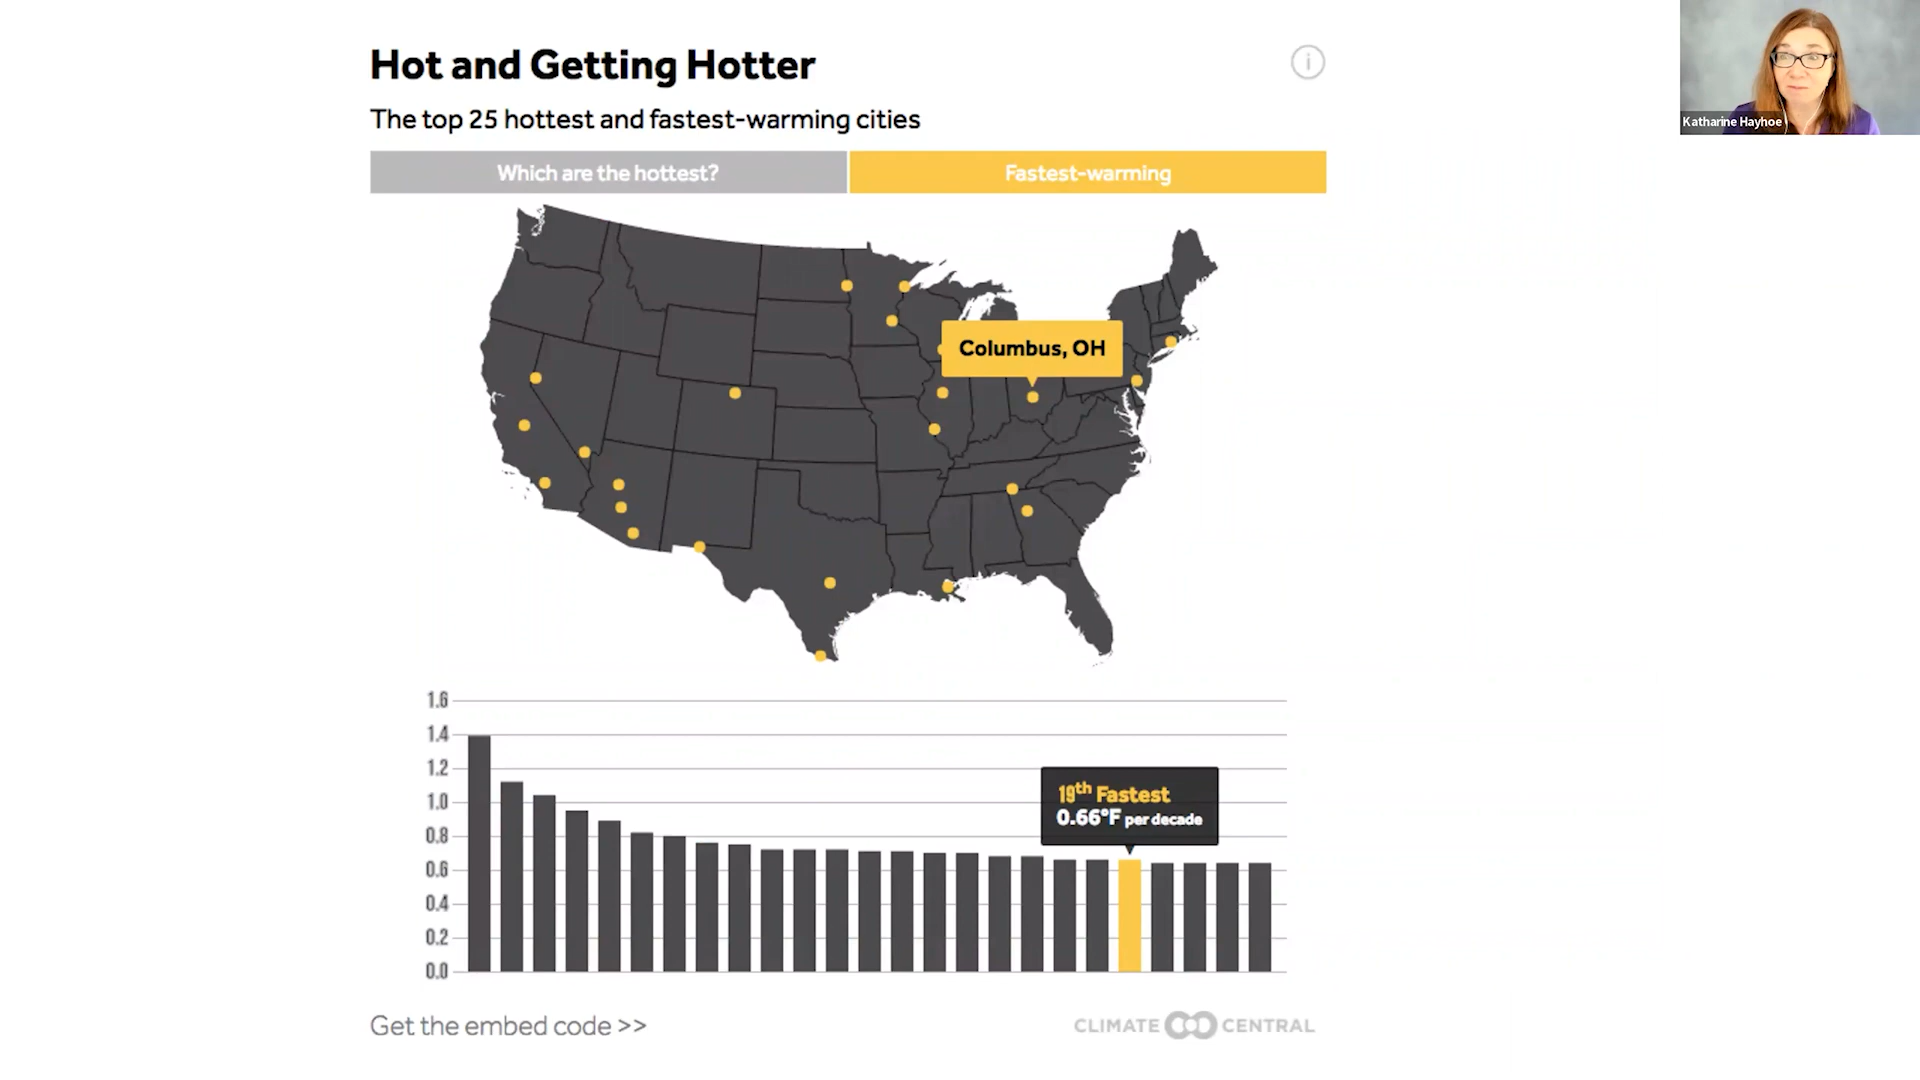 Hot and Getting Hotter
The top 25 hottest and fastest-warming cities
Which are the hottest?
Fastest-warming
Katharine Hayhoe
Columbus, OH
1.6
1.4
1.2
1.0
0.8
0.6
0.4
0.2
0.0
19th Fastest
0.66°F per decade
Get the embed code >>
CLIMATE CENTRAL